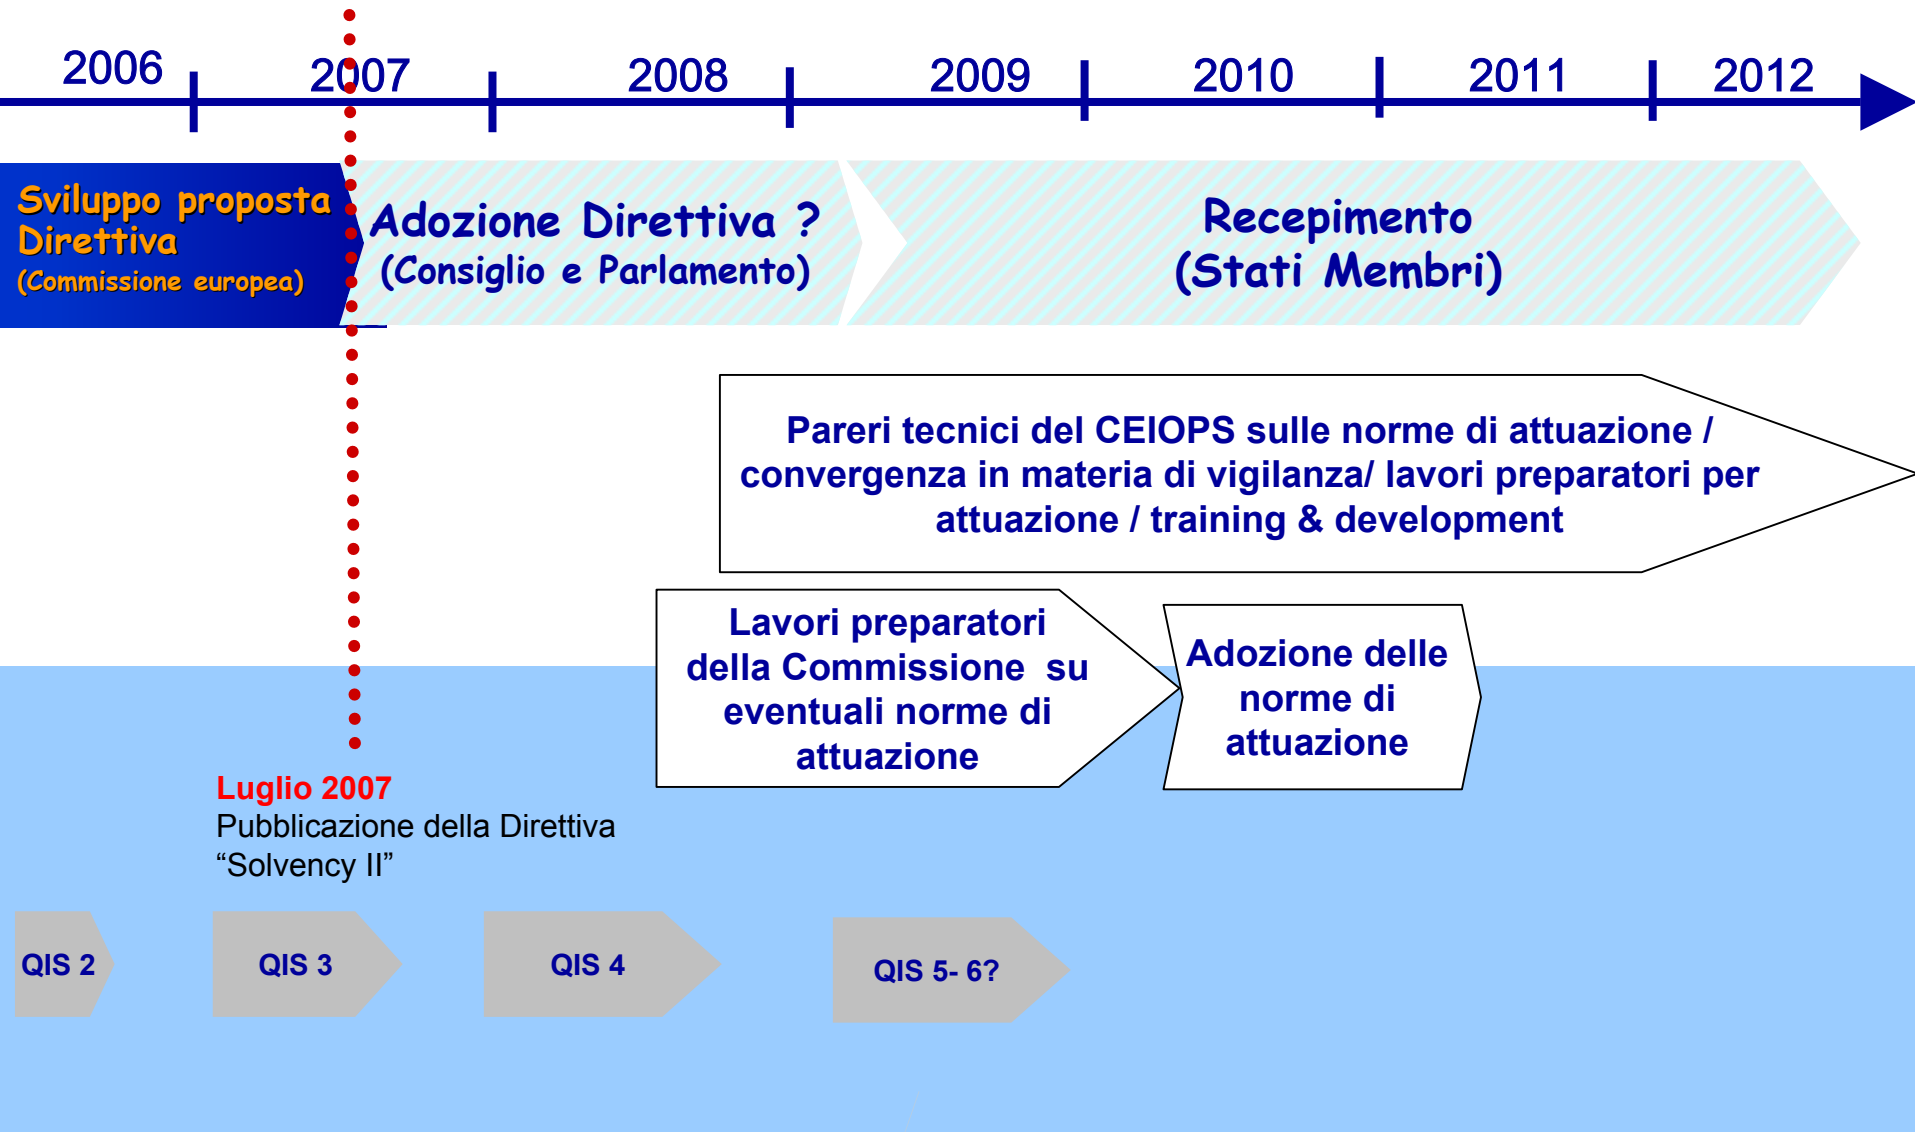 2006 2007 2008 2009 2010 2011 2012
Sviluppo proposta
Direttiva
(Commissione europea)
Adozione Direttiva ?
(Consiglio e Parlamento)
Recepimento
(Stati Membri)
Pareri tecnici del CEIOPS sulle norme di attuazione /
convergenza in materia di vigilanza/ lavori preparatori per
attuazione / training & development
Lavori preparatori
della Commissione su
eventuali norme di
attuazione
Adozione delle
norme di
attuazione
Luglio 2007
Pubblicazione della Direttiva
“Solvency II”
QIS 2
QIS 3
QIS 4
QIS 5- 6?